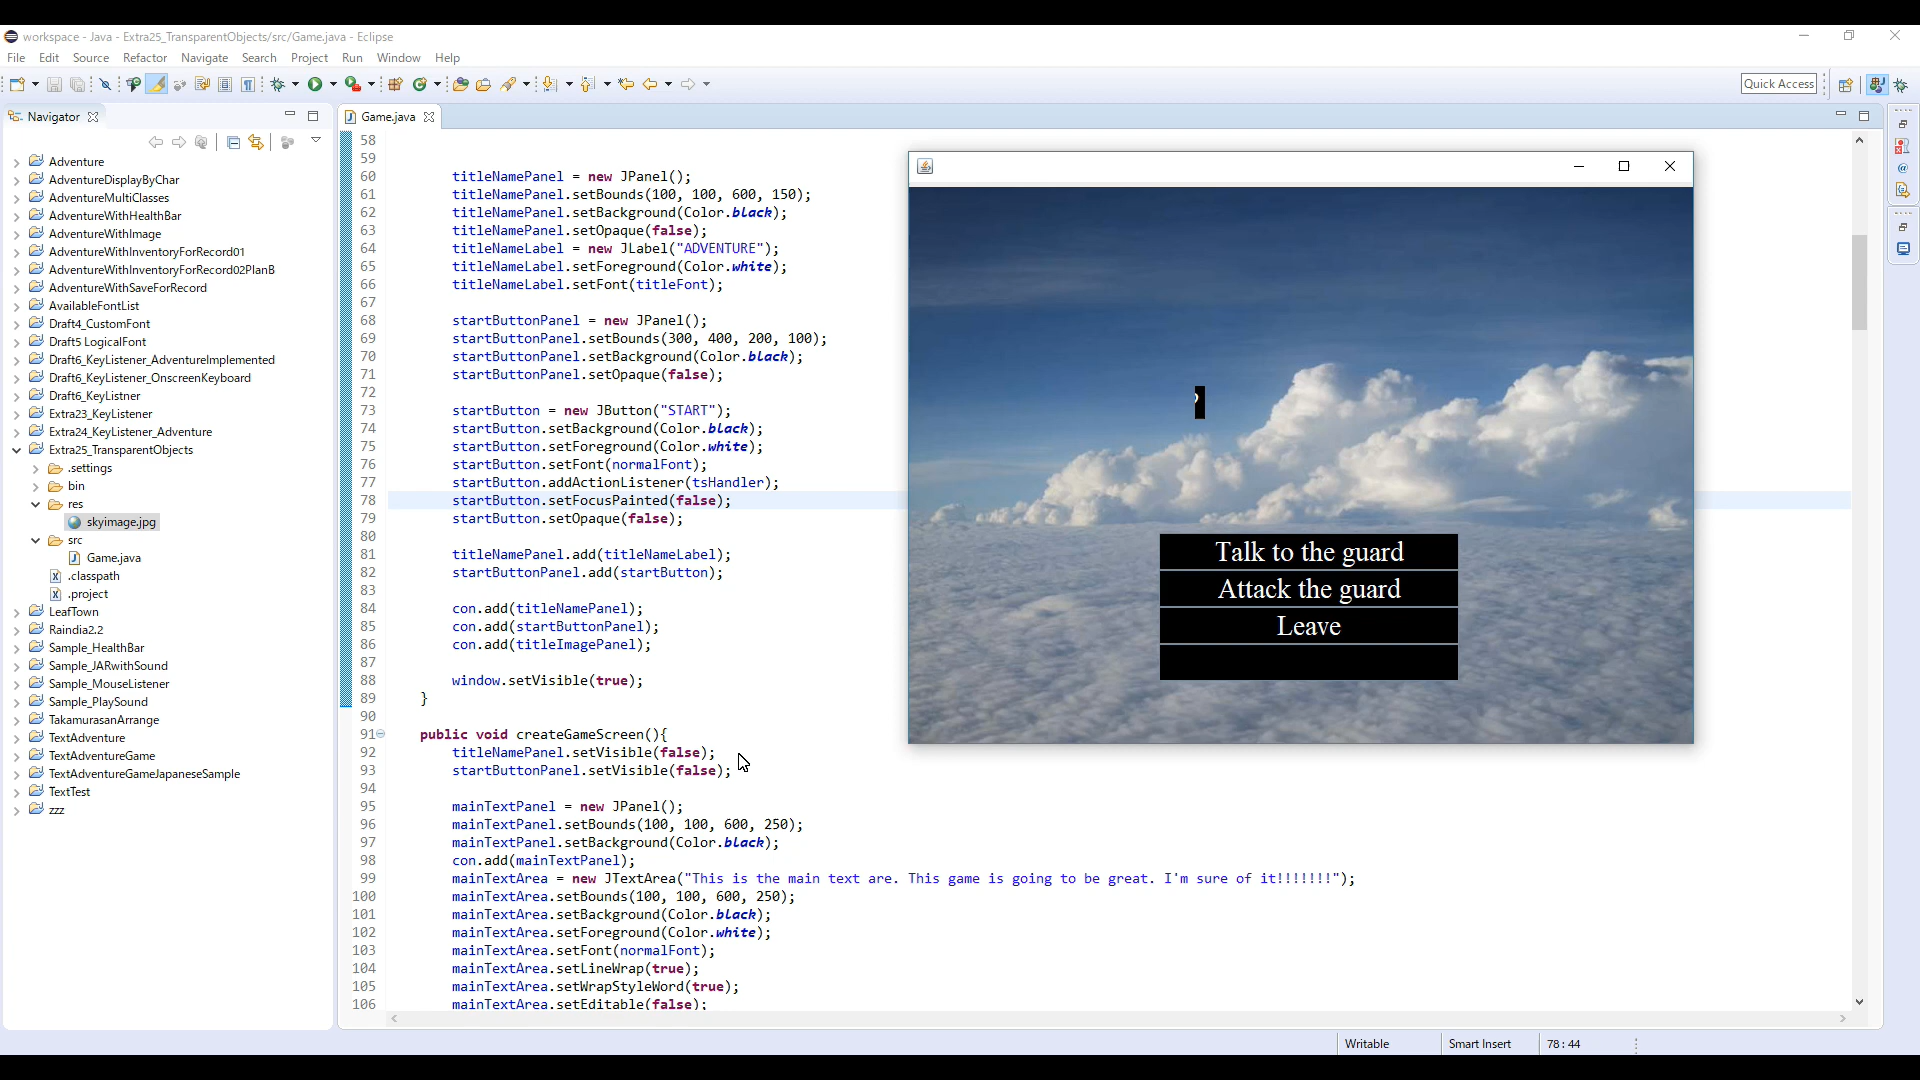 workspace - Java - Extra25_TransparentObjects/src/Game.java - Eclipse
File Edit Source Refactor Navigate Search Project Run Window Help
Quick Access
Navigator
Game.java
Adventure
AdventureDisplayByChar
AdventureMultiClasses
AdventureWithHealthBar
AdventureWithImage
AdventureWithInventoryForRecord01
AdventureWithInventoryForRecord02PlanB
AdventureWithSaveForRecord
AvailableFontList
Draft4_CustomFont
Draft5 LogicalFont
Draft6_KeyListener_AdventureImplemented
Draft6_KeyListener_OnscreenKeyboard
Draft6_KeyListner
Extra23_KeyListener
Extra24_KeyListener_Adventure
Extra25_TransparentObjects
.settings
bin
res
skyimage.jpg
src
Game.java
.classpath
.project
LeafTown
Raindia2.2
Sample_HealthBar
Sample_JARwithSound
Sample_MouseListener
Sample_PlaySound
TakamurasanArrange
TextAdventure
TextAdventureGame
TextAdventureGameJapaneseSample
TextTest
zzz
58
59
60 titleNamePanel = new JPanel();
61 titleNamePanel.setBounds(100, 100, 600, 150);
62 titleNamePanel.setBackground(Color.black);
63 titleNamePanel.setOpaque(false);
64 titleNameLabel = new JLabel("ADVENTURE");
65 titleNameLabel.setForeground(Color.white);
66 titleNameLabel.setFont(titleFont);
67
68 startButtonPanel = new JPanel();
69 startButtonPanel.setBounds(300, 400, 200, 100);
70 startButtonPanel.setBackground(Color.black);
71 startButtonPanel.setOpaque(false);
72
73 startButton = new JButton("START");
74 startButton.setBackground(Color.black);
75 startButton.setForeground(Color.white);
76 startButton.setFont(normalFont);
77 startButton.addActionListener(tsHandler);
78 startButton.setFocusPainted(false);
79 startButton.setOpaque(false);
80
81 titleNamePanel.add(titleNameLabel);
82 startButtonPanel.add(startButton);
83
84 con.add(titleNamePanel);
85 con.add(startButtonPanel);
86 con.add(titleImagePanel);
87
88 window.setVisible(true);
89 }
90
91 public void createGameScreen(){
92 titleNamePanel.setVisible(false);
93 startButtonPanel.setVisible(false);
94
95 mainTextPanel = new JPanel();
96 mainTextPanel.setBounds(100, 100, 600, 250);
97 mainTextPanel.setBackground(Color.black);
98 con.add(mainTextPanel);
99 mainTextArea = new JTextArea("This is the main text are. This game is going to be great. I'm sure of it!!!!!!!");
100 mainTextArea.setBounds(100, 100, 600, 250);
101 mainTextArea.setBackground(Color.black);
102 mainTextArea.setForeground(Color.white);
103 mainTextArea.setFont(normalFont);
104 mainTextArea.setLineWrap(true);
105 mainTextArea.setWrapStyleWord(true);
106 mainTextArea.setEditable(false);
Talk to the guard
Attack the guard
Leave
Writable Smart Insert 78 : 44